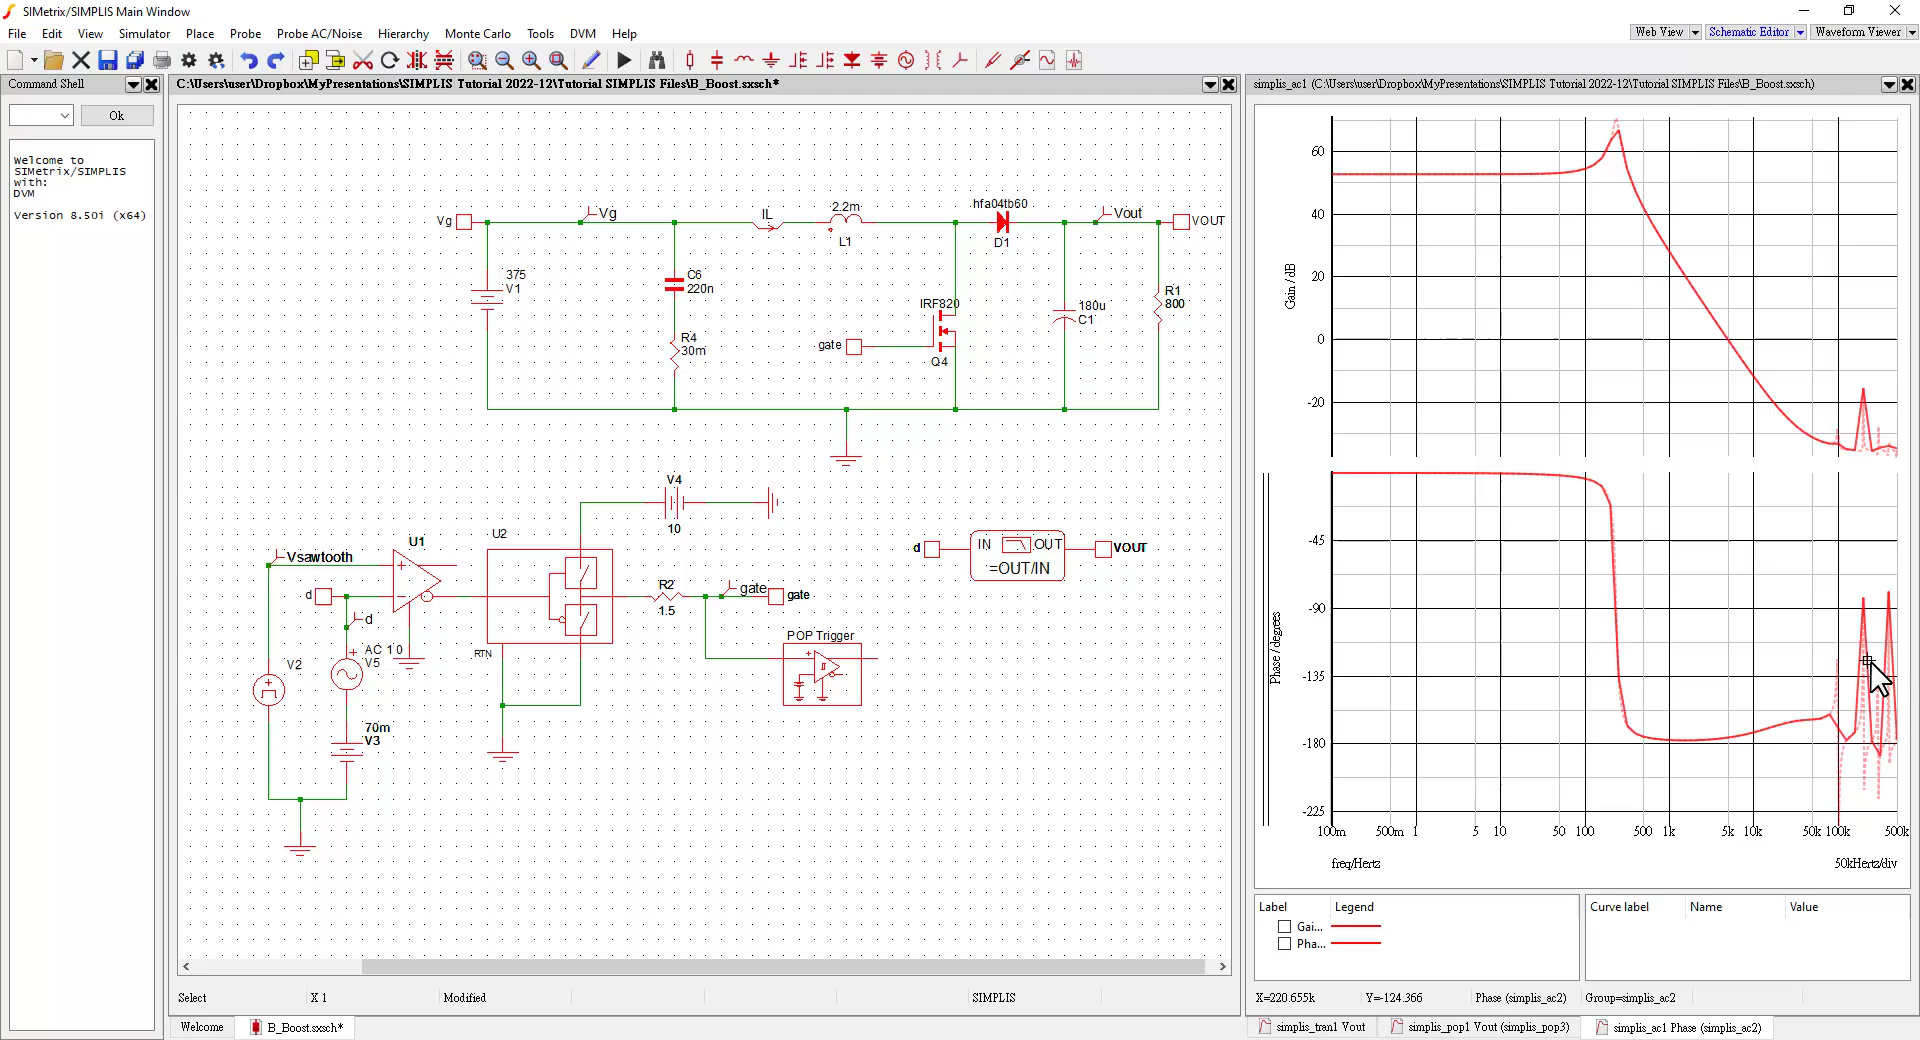 SIMetrix/SIMPLIS Main Window
File Edit View Simulator Place Probe Probe AC/Noise Hierarchy Monte Carlo Tools DVM Help
Web View Schematic Editor Waveform Viewer
Command Shell
C:\Users\user\Dropbox\MyPresentations\SIMPLIS Tutorial 2022-12\Tutorial SIMPLIS Files\B_Boost.sxsch*
simplis_ac1 (C:\Users\user\Dropbox\MyPresentations\SIMPLIS Tutorial 2022-12\Tutorial SIMPLIS Files\B_Boost.sxsch)
Ok
Welcome to
SIMetrix/SIMPLIS
with:
DVM
Version 8.50i (x64)
Vg
Vg
IL
2.2m
L1
hfa04tb60
D1
Vout
VOUT
375
V1
C6
220n
R4
30m
IRF820
gate
Q4
180u
C1
R1
800
V4
10
U1
U2
Vsawtooth
d
d
AC 1 0
V5
V2
70m
V3
RTN
R2
1.5
gate
gate
POP Trigger
d
IN OUT
=OUT/IN
VOUT
60
40
20
0
-20
Gain / dB
-45
-90
-135
-180
-225
Phase / degrees
100m 500m 1 5 10 50 100 500 1k 5k 10k 50k 100k 500k
freq/Hertz
50kHertz/div
Label Legend
Gai...
Pha...
Curve label Name Value
Select X 1 Modified SIMPLIS
X=220.655k Y=-124.366 Phase (simplis_ac2) Group=simplis_ac2
Welcome B_Boost.sxsch*
simplis_tran1 Vout simplis_pop1 Vout (simplis_pop3) simplis_ac1 Phase (simplis_ac2)